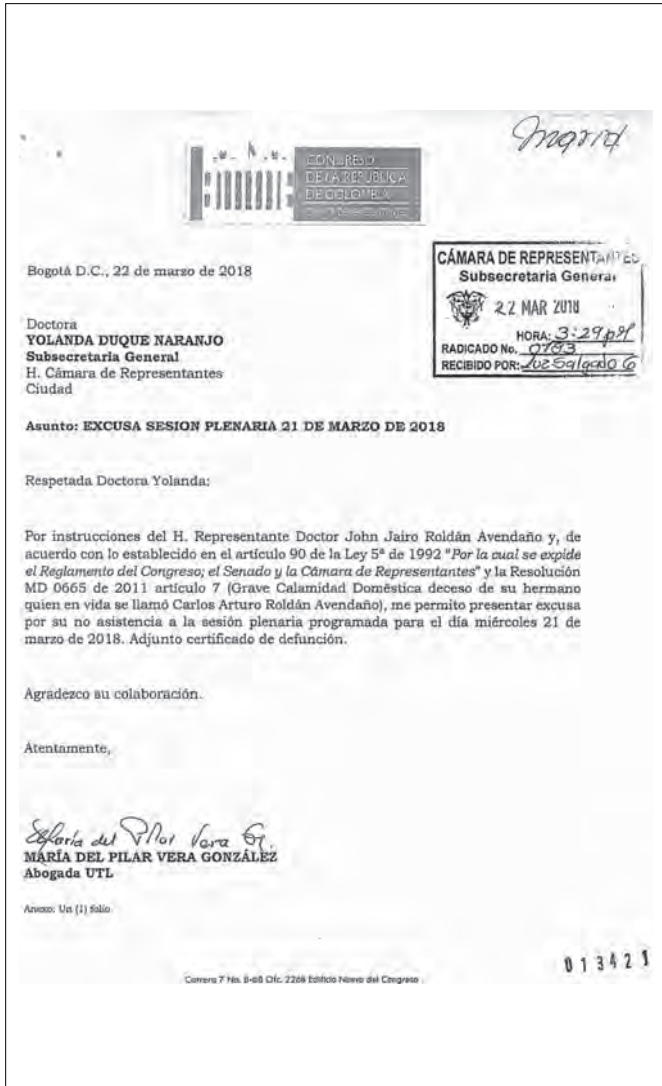 Ingrid
CONGRESO
DE LA REPÚBLICA
DE COLOMBIA
CÁMARA DE REPRESENTANTES
Subsecretaria General
22 MAR 2018
HORA: 3:29 pM
RADICADO No. 0783
RECIBIDO POR: Luz Salgado G
Bogotá D.C., 22 de marzo de 2018
Doctora
YOLANDA DUQUE NARANJO
Subsecretaria General
H. Cámara de Representantes
Ciudad
Asunto: EXCUSA SESION PLENARIA 21 DE MARZO DE 2018
Respetada Doctora Yolanda:
Por instrucciones del H. Representante Doctor John Jairo Roldán Avendaño y, de
acuerdo con lo establecido en el artículo 90 de la Ley 5ª de 1992 "Por la cual se expide
el Reglamento del Congreso; el Senado y la Cámara de Representantes" y la Resolución
MD 0665 de 2011 artículo 7 (Grave Calamidad Doméstica deceso de su hermano
quien en vida se llamó Carlos Arturo Roldán Avendaño), me permito presentar excusa
por su no asistencia a la sesión plenaria programada para el día miércoles 21 de
marzo de 2018. Adjunto certificado de defunción.
Agradezco su colaboración.
Atentamente,
María del Pilar Vera G.
MARÍA DEL PILAR VERA GONZÁLEZ
Abogada UTL
Anexo: Un (1) folio
Carrera 7 No. 8-68 Ofc. 226B Edificio Nuevo del Congreso
013421